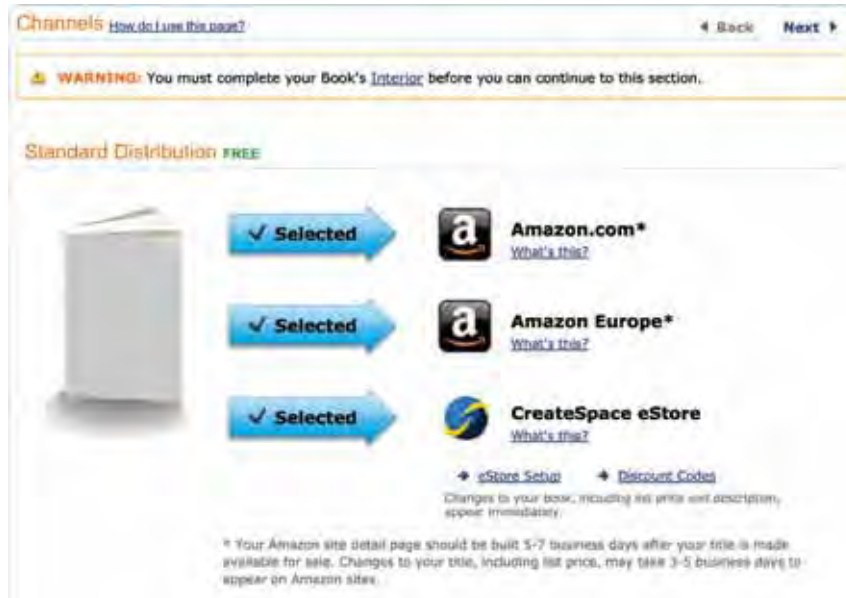 Channels How do I use this page?
Back Next
WARNING: You must complete your Book's Interior before you can continue to this section.
Standard Distribution FREE
✓ Selected
a
Amazon.com*
What's this?
✓ Selected
a
Amazon Europe*
What's this?
✓ Selected
CreateSpace eStore
What's this?
eStore Setup Discount Codes
Changes to your book, including list price and description,
appear immediately.
* Your Amazon site detail page should be built 5-7 business days after your title is made
available for sale. Changes to your title, including list price, may take 3-5 business days to
appear on Amazon sites.